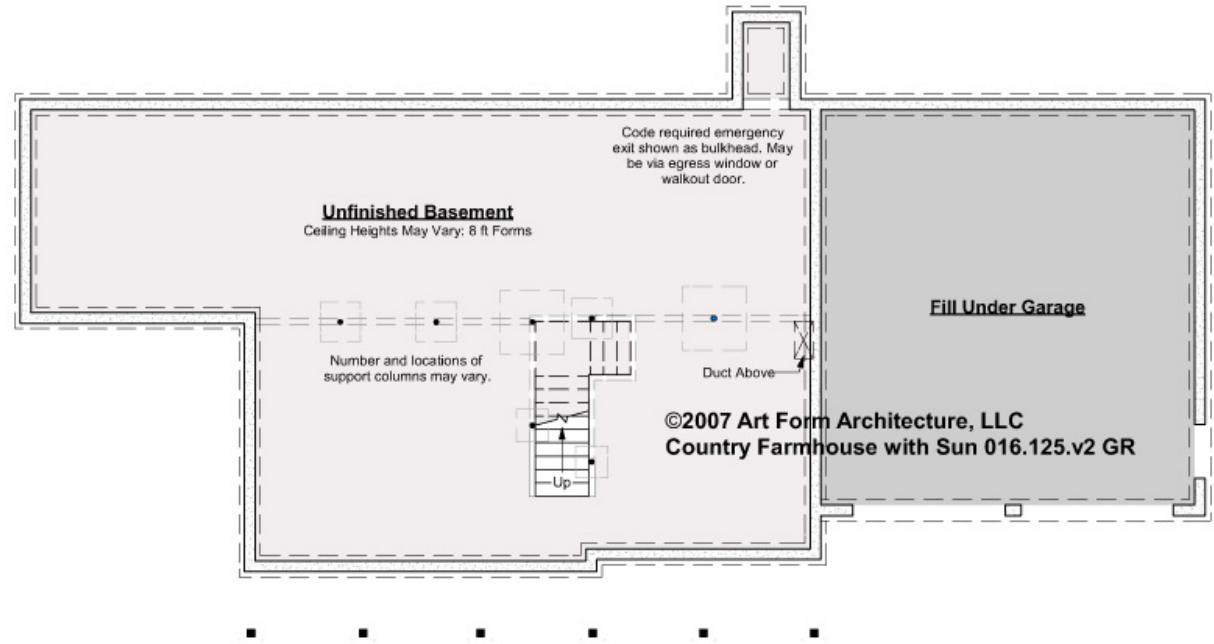 Code required emergency
exit shown as bulkhead. May
be via egress window or
walkout door.
Unfinished Basement
Ceiling Heights May Vary: 8 ft Forms
Fill Under Garage
Number and locations of
support columns may vary.
Duct Above
©2007 Art Form Architecture, LLC
Country Farmhouse with Sun 016.125.v2 GR
Up